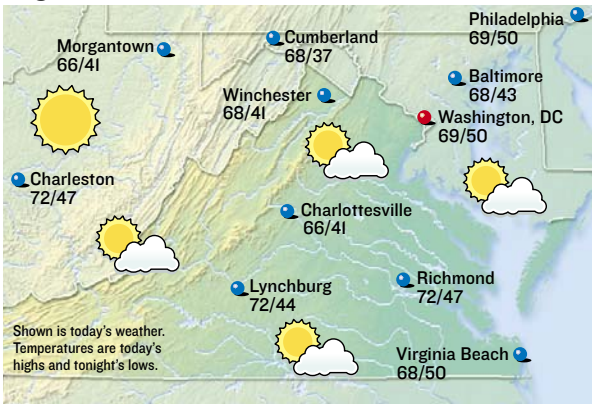 Philadelphia
69/50
Morgantown
66/41
Cumberland
68/37
Baltimore
68/43
Winchester
68/41
Washington, DC
69/50
Charleston
72/47
Charlottesville
66/41
Lynchburg
72/44
Richmond
72/47
Shown is today's weather.
Temperatures are today's
highs and tonight's lows.
Virginia Beach
68/50